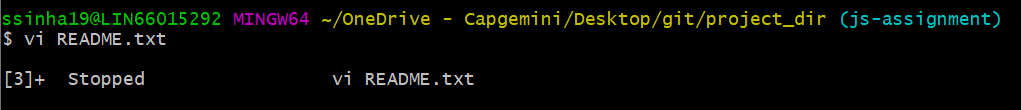 ssinha19@LIN66015292 MINGW64 ~/OneDrive - Capgemini/Desktop/git/project_dir (js-assignment)
$ vi README.txt
[3]+  Stopped                 vi README.txt